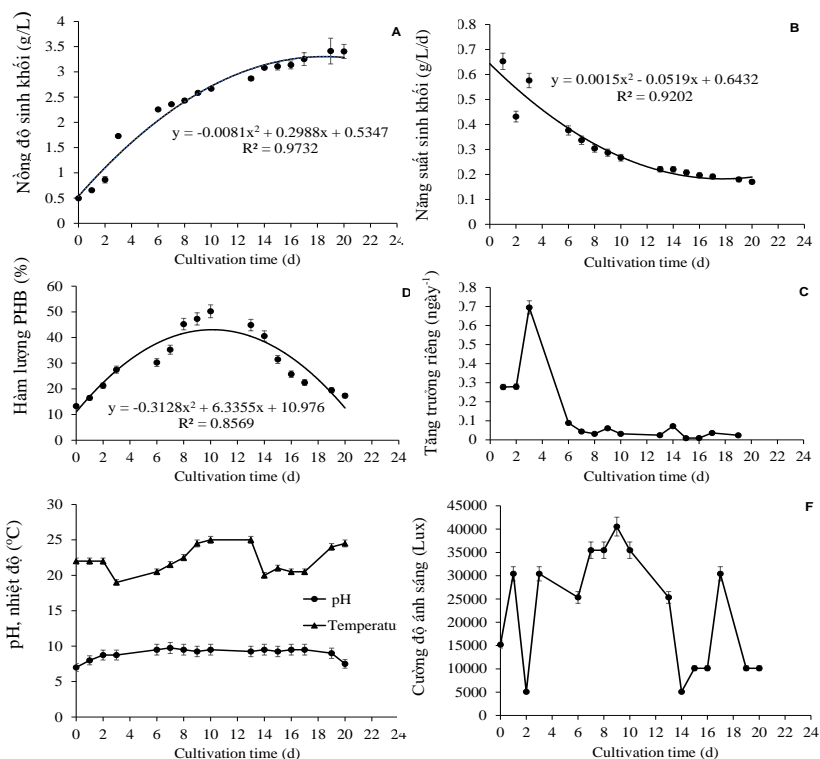 A
Nồng độ sinh khối (g/L)
4
3.5
3
2.5
2
1.5
1
0.5
0
y = -0.0081x² + 0.2988x + 0.5347
R² = 0.9732
0 2 4 6 8 10 12 14 16 18 20 22 24
Cultivation time (d)
B
Năng suất sinh khối (g/L/d)
0.8
0.7
0.6
0.5
0.4
0.3
0.2
0.1
0
y = 0.0015x² - 0.0519x + 0.6432
R² = 0.9202
0 2 4 6 8 10 12 14 16 18 20 22 24
Cultivation time (d)
D
Hàm lượng PHB (%)
60
50
40
30
20
10
0
y = -0.3128x² + 6.3355x + 10.976
R² = 0.8569
0 2 4 6 8 10 12 14 16 18 20 22 24
Cultivation time (d)
C
Tăng trưởng riêng (ngày⁻¹)
0.8
0.7
0.6
0.5
0.4
0.3
0.2
0.1
0
0 2 4 6 8 10 12 14 16 18 20 22 24
Cultivation time (d)
pH, nhiệt độ (°C)
30
25
20
15
10
5
0
pH
Temperatu
0 2 4 6 8 10 12 14 16 18 20 22 24
Cultivation time (d)
F
Cường độ ánh sáng (Lux)
45000
40000
35000
30000
25000
20000
15000
10000
5000
0
0 2 4 6 8 10 12 14 16 18 20 22 24
Cultivation time (d)